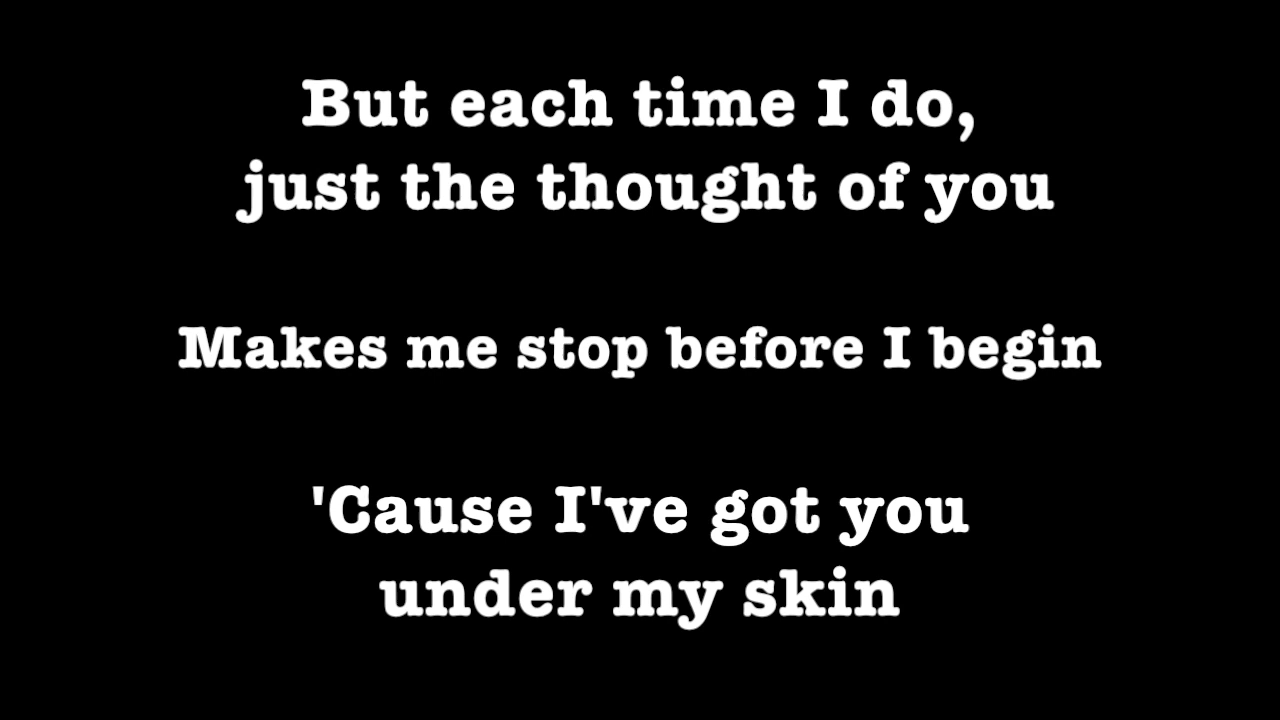 But each time I do,
just the thought of you
Makes me stop before I begin
'Cause I've got you
under my skin